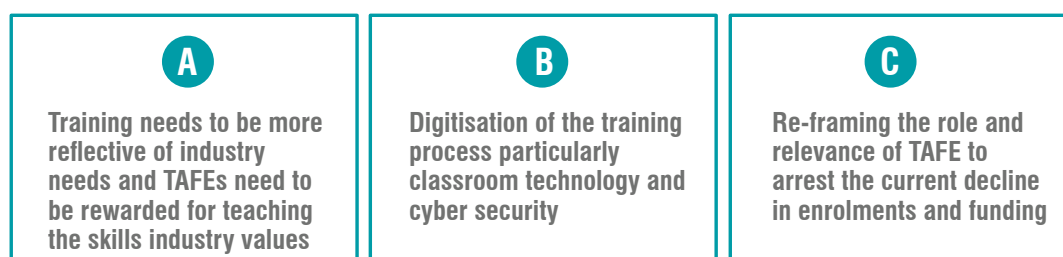 A
Training needs to be more
reflective of industry
needs and TAFEs need to
be rewarded for teaching
the skills industry values
B
Digitisation of the training
process particularly
classroom technology and
cyber security
C
Re-framing the role and
relevance of TAFE to
arrest the current decline
in enrolments and funding